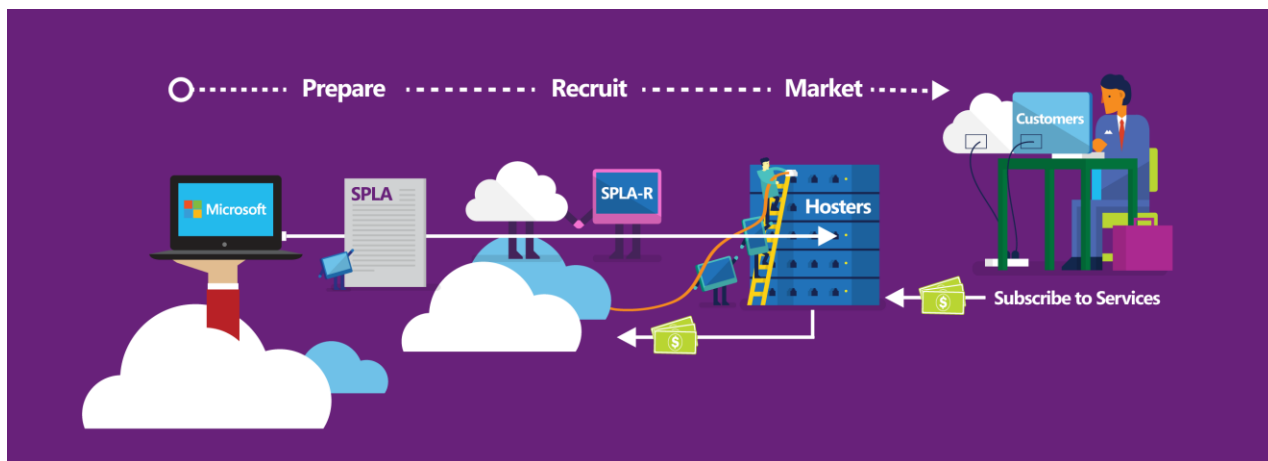 Prepare
Recruit
Market
Customers
Microsoft
SPLA
SPLA-R
Hosters
$
Subscribe to Services
$